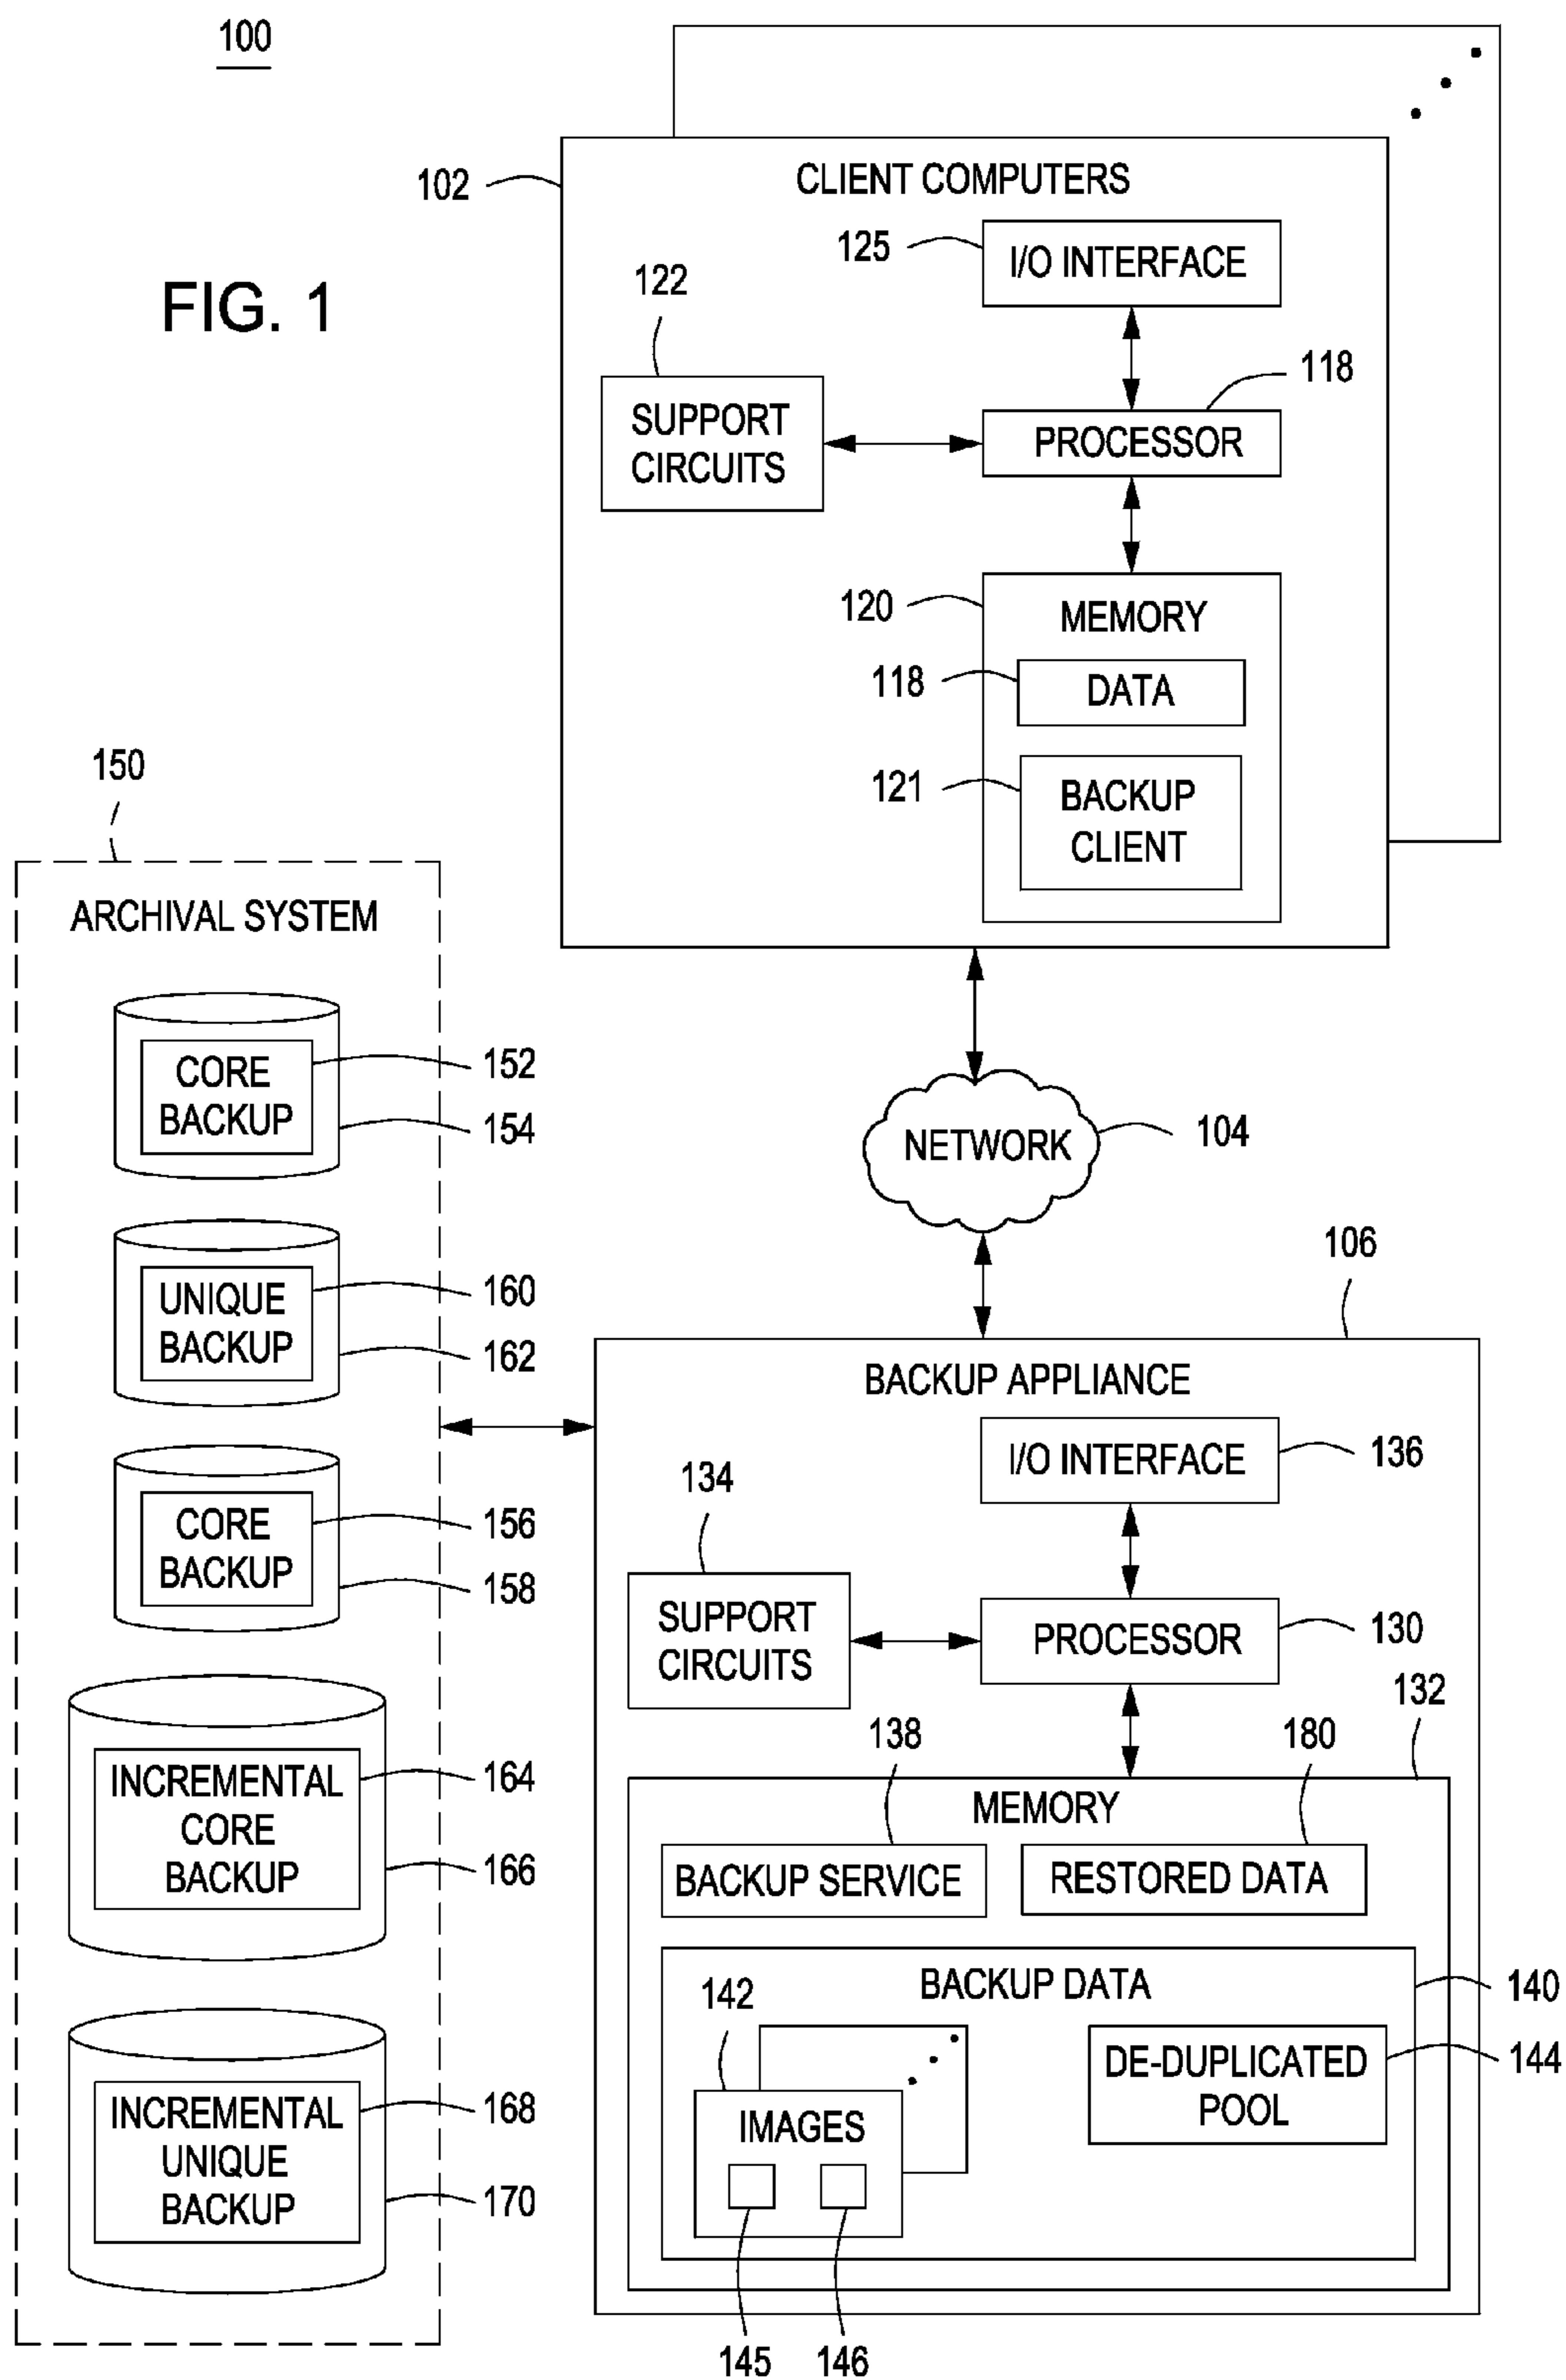 100
FIG. 1
102
CLIENT COMPUTERS
125
I/O INTERFACE
122
SUPPORT
CIRCUITS
118
PROCESSOR
120
MEMORY
118
DATA
121
BACKUP
CLIENT
150
ARCHIVAL SYSTEM
CORE
BACKUP
152
154
UNIQUE
BACKUP
160
162
CORE
BACKUP
156
158
INCREMENTAL
CORE
BACKUP
164
166
INCREMENTAL
UNIQUE
BACKUP
168
170
NETWORK
104
106
BACKUP APPLIANCE
I/O INTERFACE
136
134
SUPPORT
CIRCUITS
PROCESSOR
130
132
138
180
MEMORY
BACKUP SERVICE
RESTORED DATA
BACKUP DATA
140
142
IMAGES
DE-DUPLICATED
POOL
144
145
146